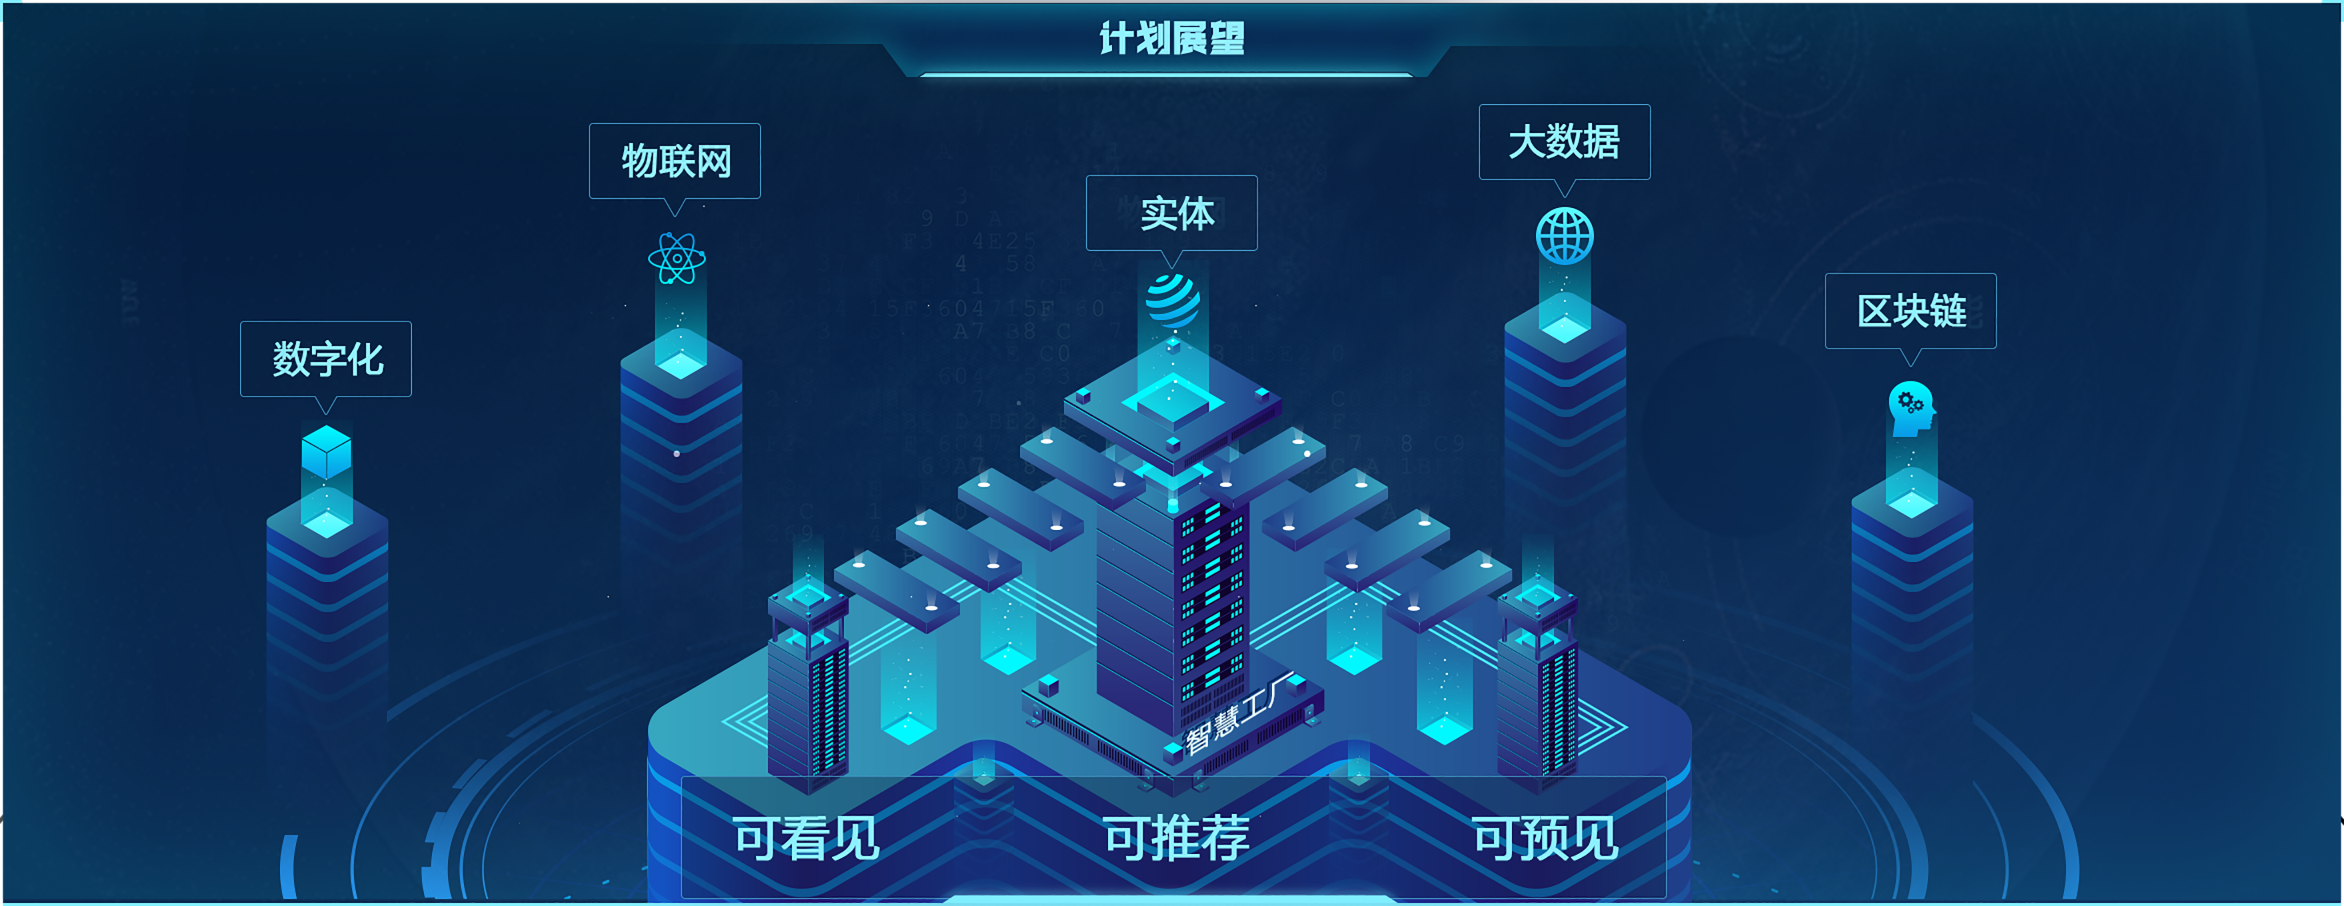 计划展望
物联网
大数据
实体
区块链
数字化
智慧工厂
可看见
可推荐
可预见